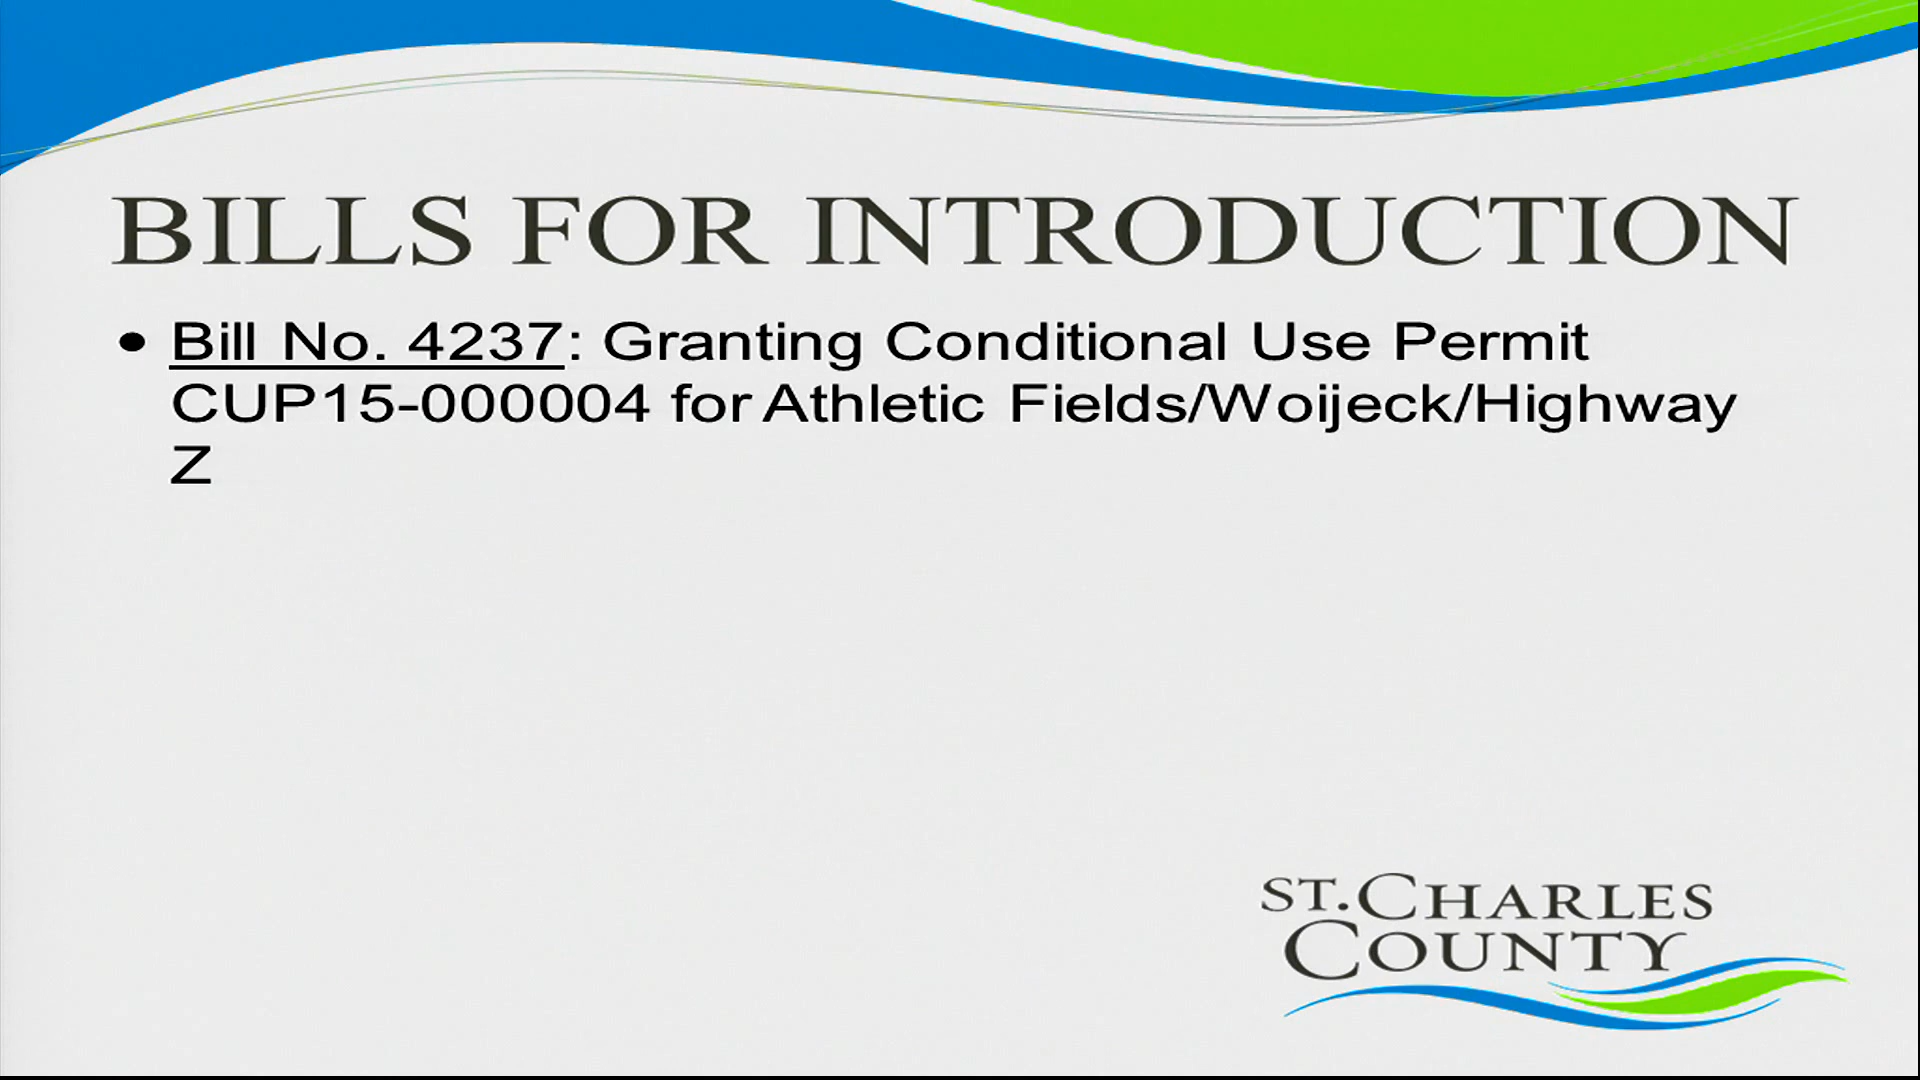 BILLS FOR INTRODUCTION
• Bill No. 4237: Granting Conditional Use Permit
CUP15-000004 for Athletic Fields/Woijeck/Highway
Z
ST. CHARLES
COUNTY